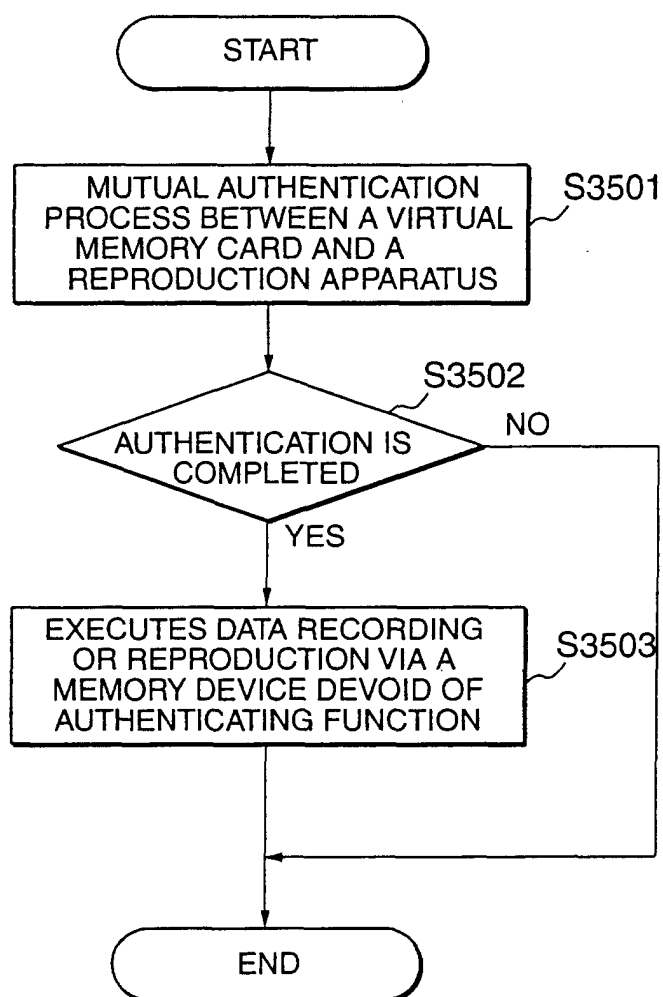 START
MUTUAL AUTHENTICATION
PROCESS BETWEEN A VIRTUAL
MEMORY CARD AND A
REPRODUCTION APPARATUS
S3501
S3502
AUTHENTICATION IS
COMPLETED
NO
YES
EXECUTES DATA RECORDING
OR REPRODUCTION VIA A
MEMORY DEVICE DEVOID OF
AUTHENTICATING FUNCTION
S3503
END